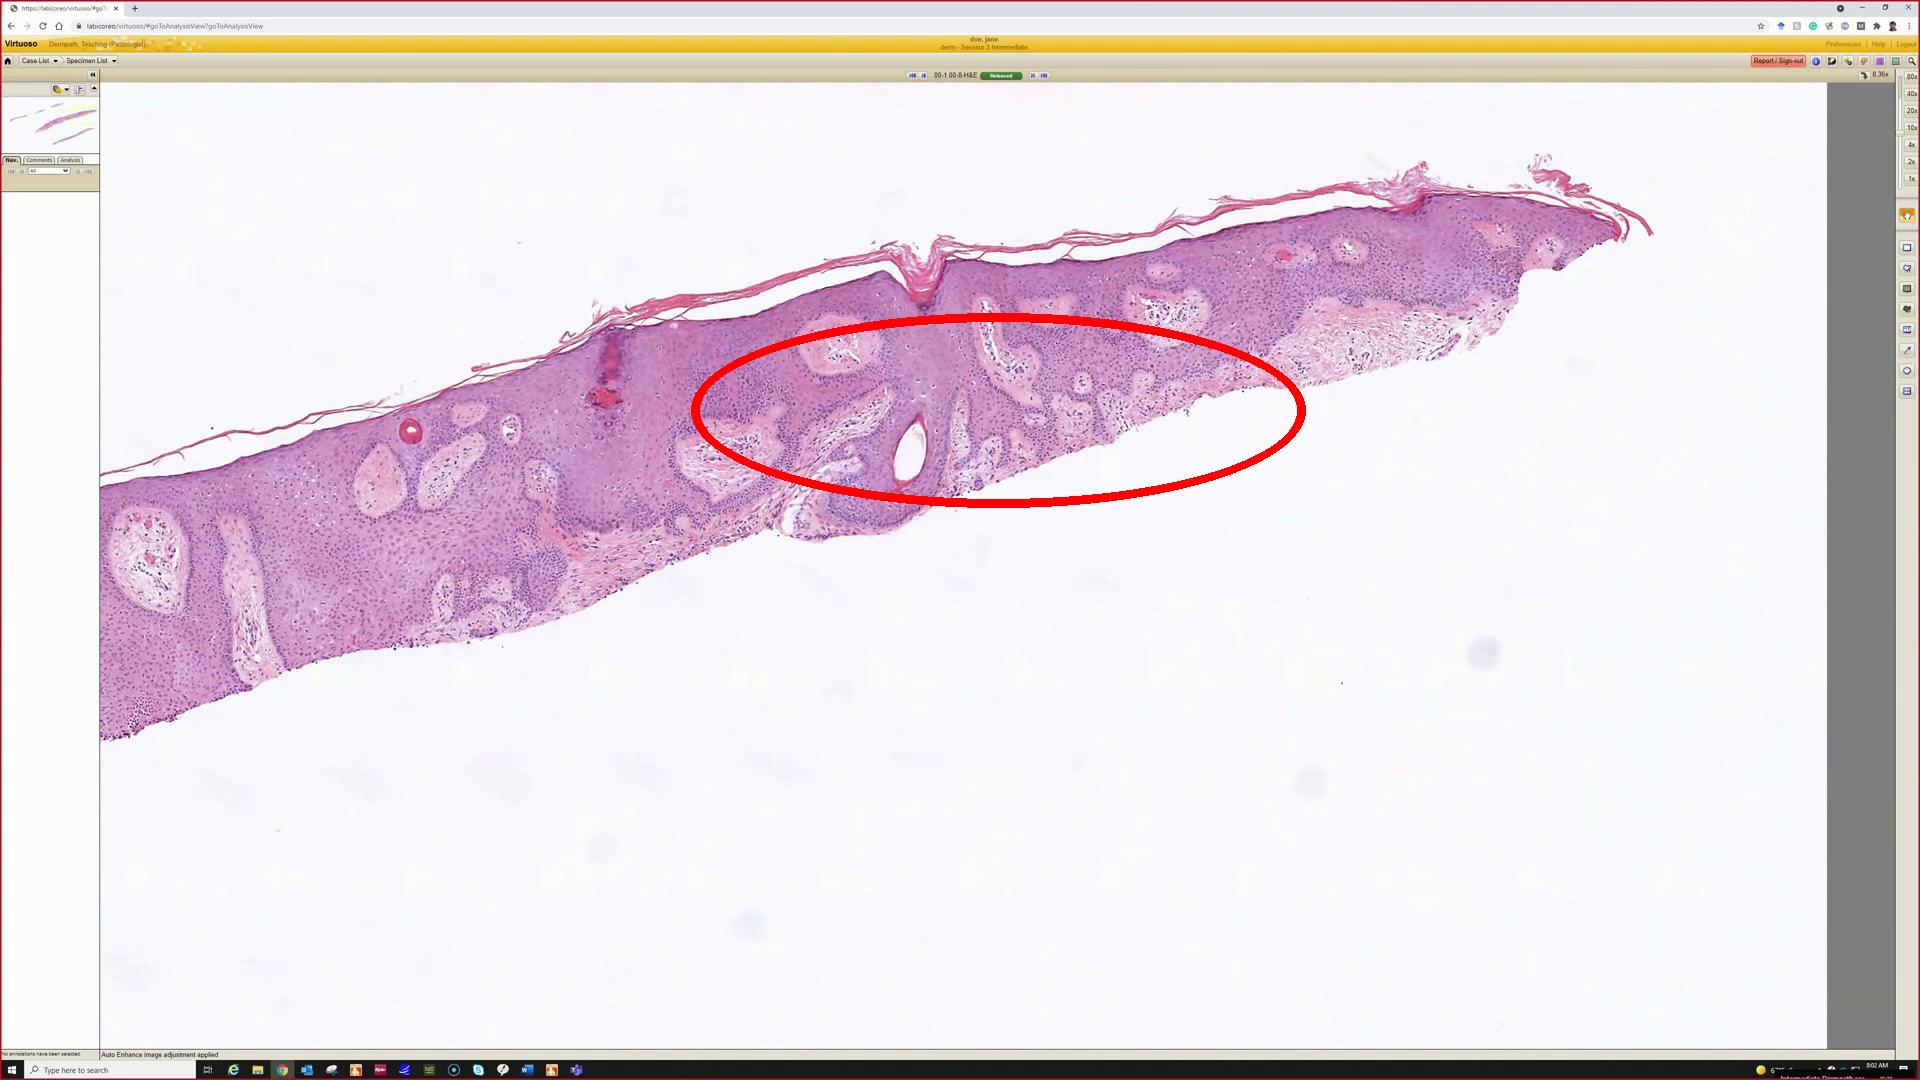 https://labicoreo/virtuoso/#goTo
labicoreo/virtuoso/#goToAnalysisView?goToAnalysisView
Virtuoso
Dermpath, Teaching (Pathologist)
doe, jane
derm - Session 3 Intermediate
Preferences | Help | Logout
Case List
Specimen List
Report / Sign-out
00-1 00-6-H&E
Released
8.36x
80x
40x
20x
10x
4x
2x
1x
Nav.
Comments
Analysis
All
No annotations have been selected.
Auto Enhance image adjustment applied
Type here to search
8:02 AM